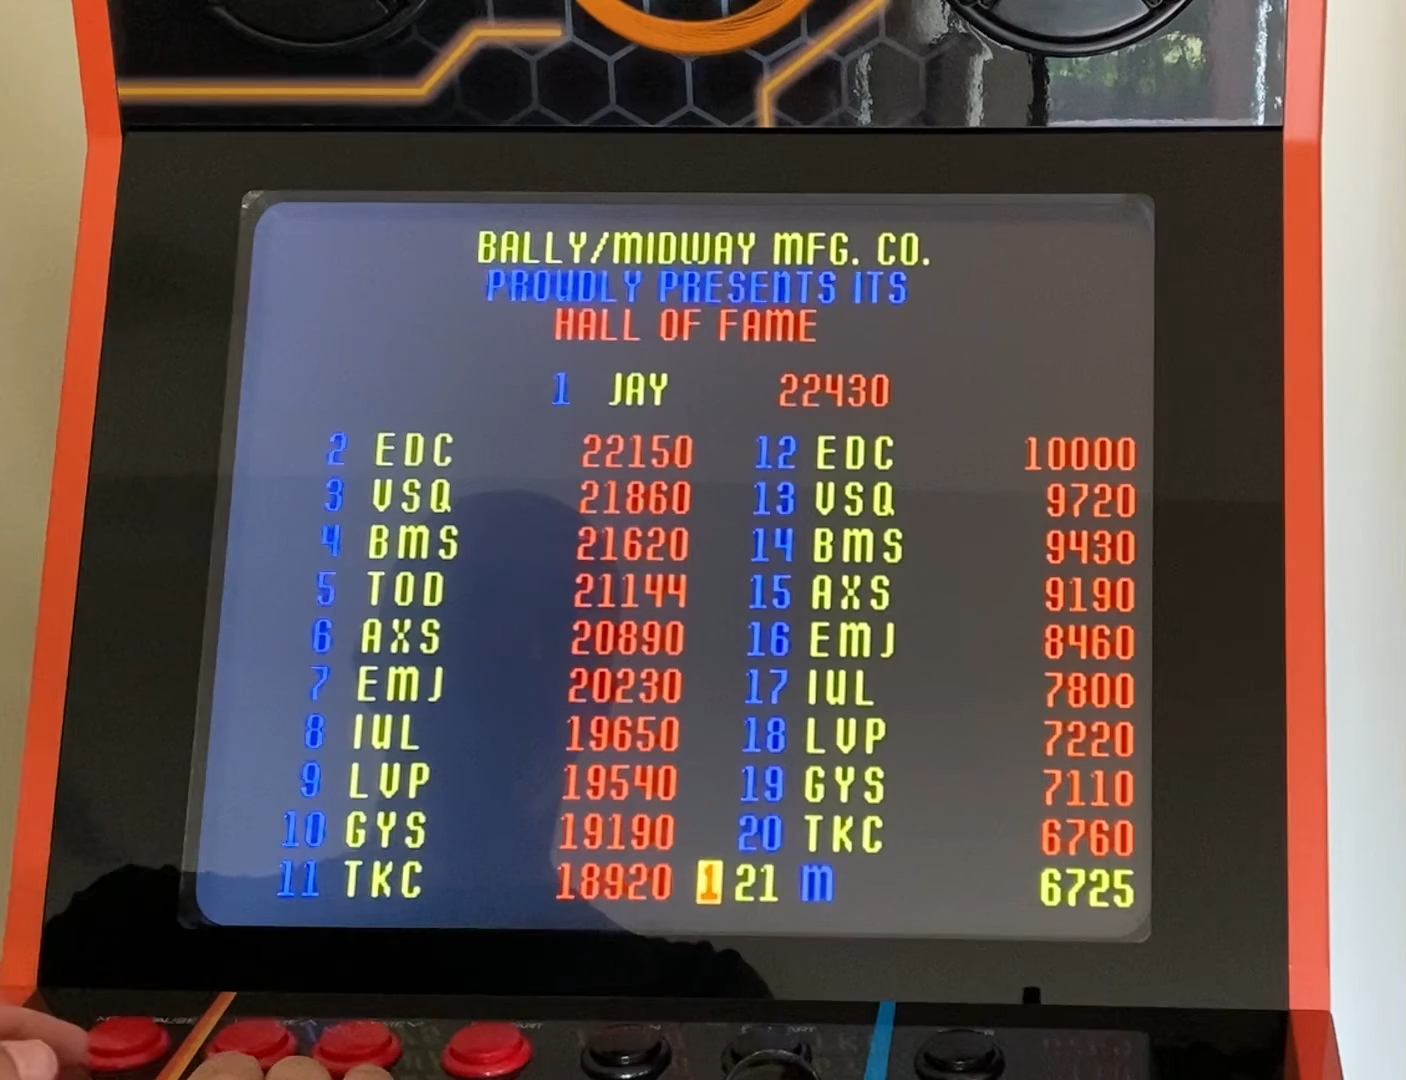 BALLY/MIDWAY MFG. CO.
PROUDLY PRESENTS ITS
HALL OF FAME
1 JAY 22430
2 EDC 22150 12 EDC 10000
3 VSQ 21860 13 VSQ 9720
4 BMS 21620 14 BMS 9430
5 TOD 21144 15 AXS 9190
6 AXS 20890 16 EMJ 8460
7 EMJ 20230 17 IWL 7800
8 IWL 19650 18 LVP 7220
9 LVP 19540 19 GYS 7110
10 GYS 19190 20 TKC 6760
11 TKC 18920 1 21 M 6725